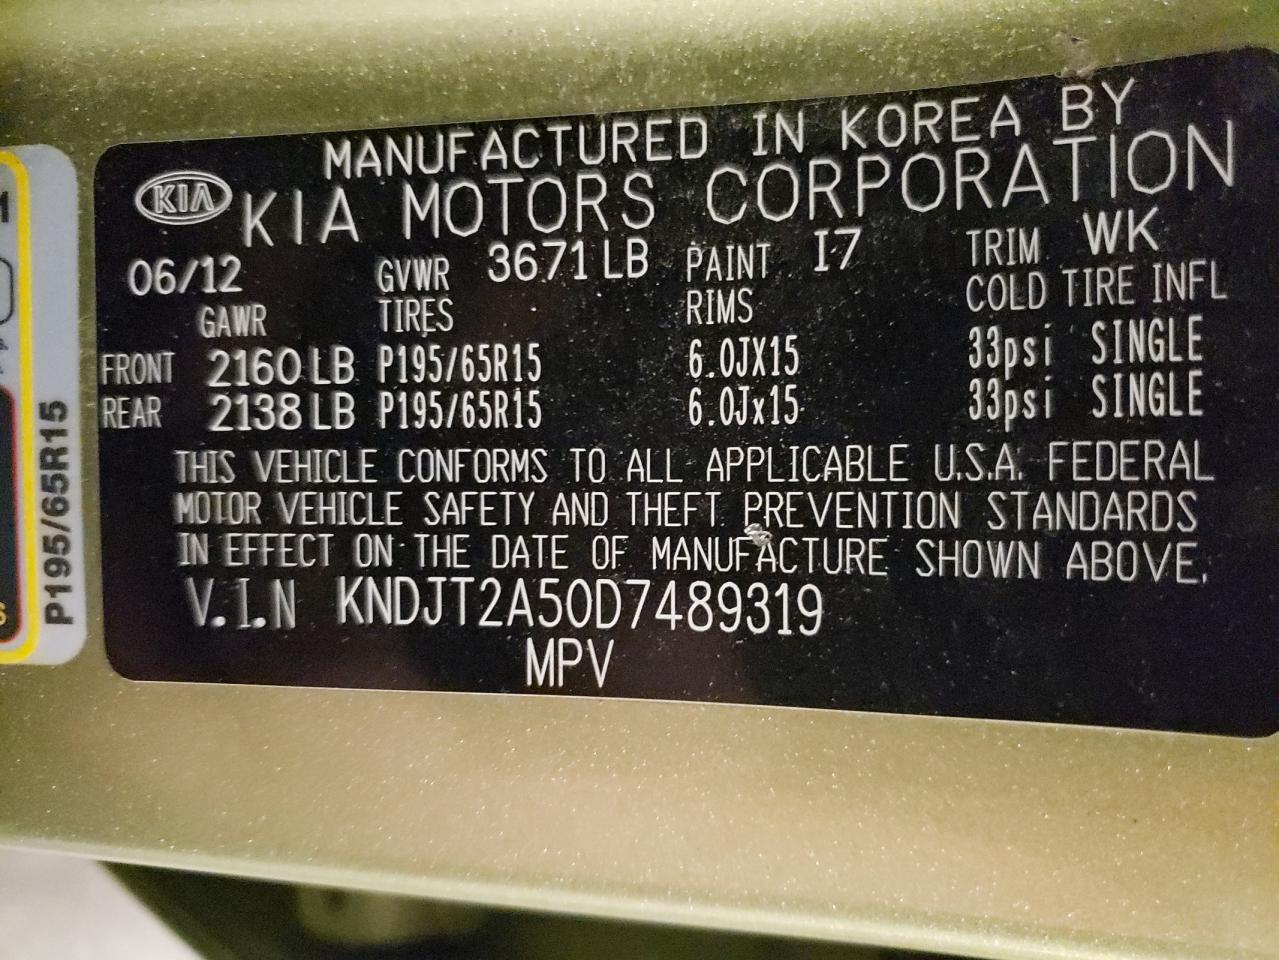 MANUFACTURED IN KOREA BY
KIA KIA MOTORS CORPORATION
06/12 GVWR 3671 LB PAINT I7 TRIM WK
GAWR TIRES RIMS COLD TIRE INFL
FRONT 2160 LB P195/65R15 6.0JX15 33psi SINGLE
REAR 2138 LB P195/65R15 6.0Jx15 33psi SINGLE
THIS VEHICLE CONFORMS TO ALL APPLICABLE U.S.A. FEDERAL
MOTOR VEHICLE SAFETY AND THEFT PREVENTION STANDARDS
IN EFFECT ON THE DATE OF MANUFACTURE SHOWN ABOVE.
V.I.N KNDJT2A50D7489319
MPV
P195/65R15